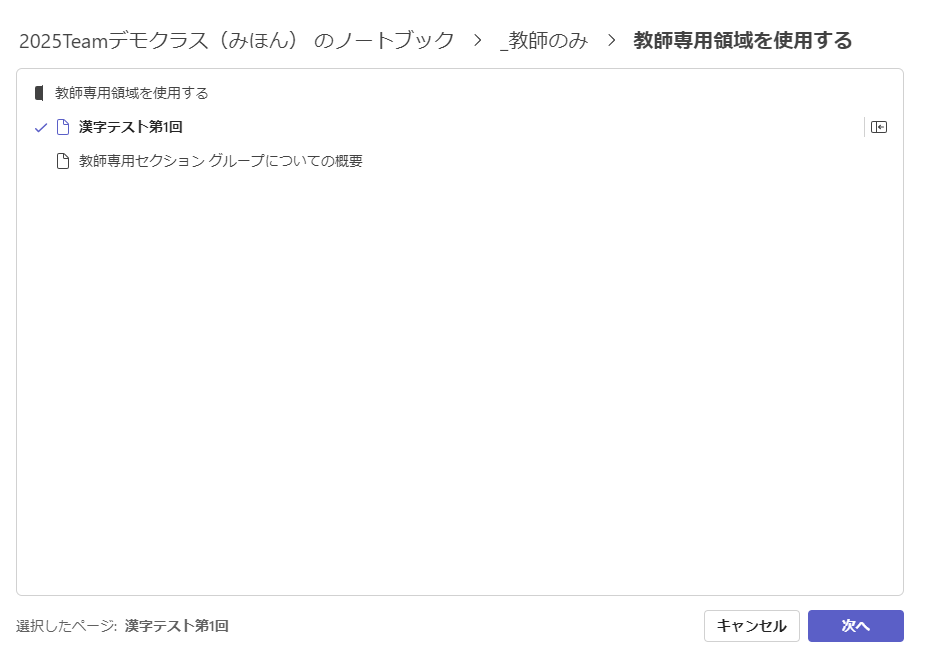 2025Teamデモクラス（みほん） のノートブック > _教師のみ > 教師専用領域を使用する
教師専用領域を使用する
漢字テスト第1回
教師専用セクション グループについての概要
選択したページ: 漢字テスト第1回
キャンセル
次へ